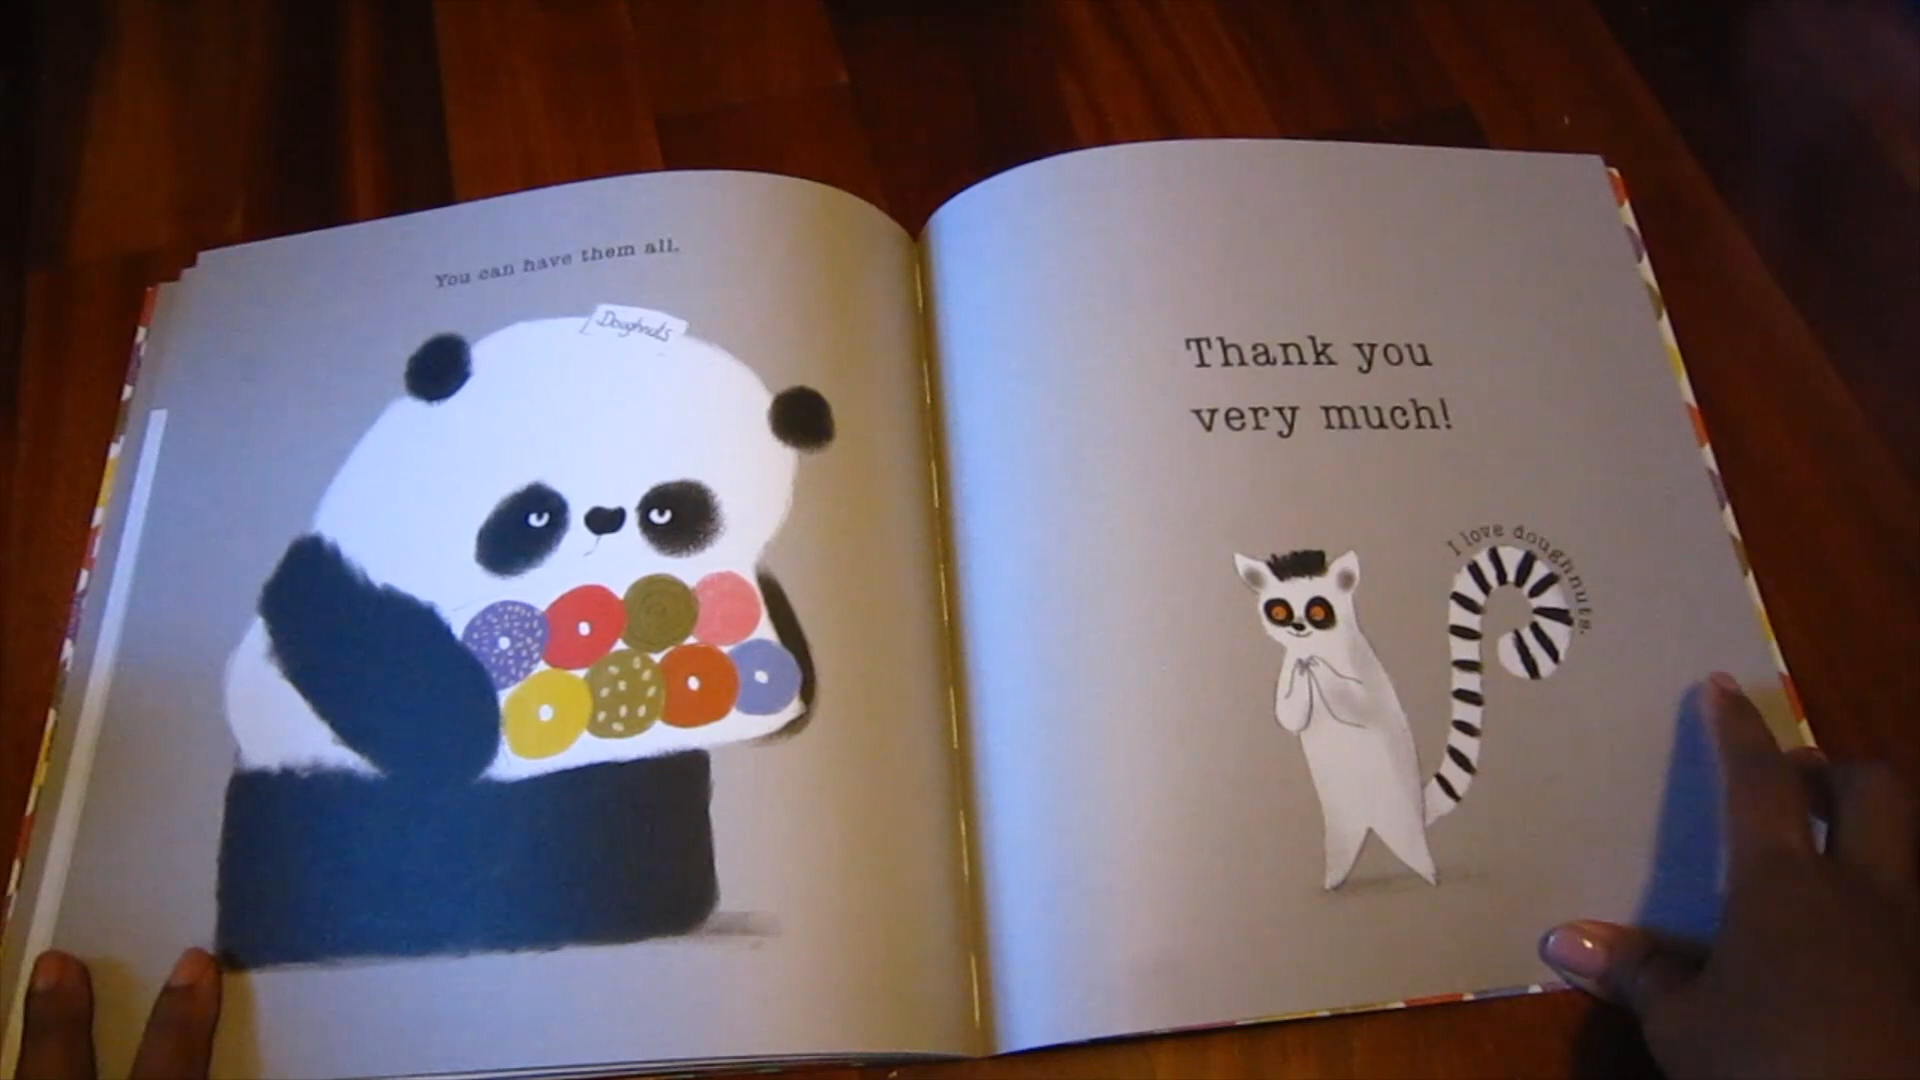 You can have them all.
Doughnuts
Thank you
very much!
I love doughnuts.